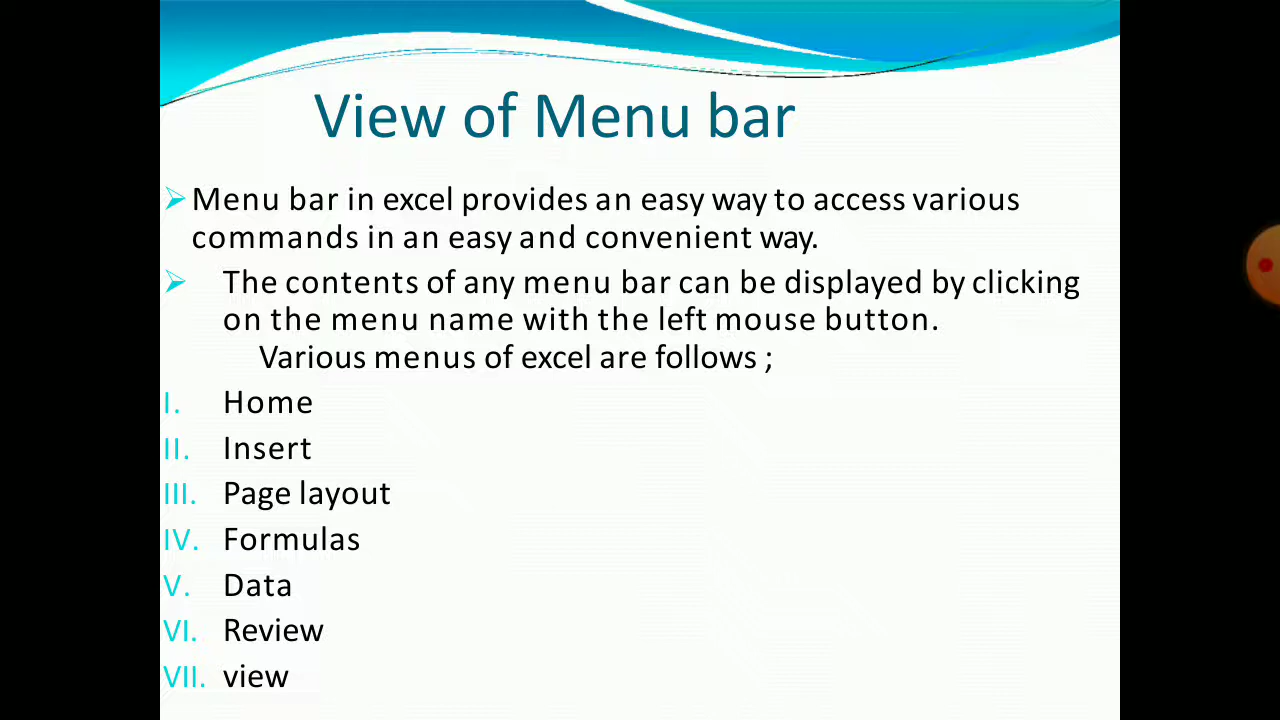 View of Menu bar
➢ Menu bar in excel provides an easy way to access various
commands in an easy and convenient way.
➢ The contents of any menu bar can be displayed by clicking
on the menu name with the left mouse button.
Various menus of excel are follows ;
I. Home
II. Insert
III. Page layout
IV. Formulas
V. Data
VI. Review
VII. view